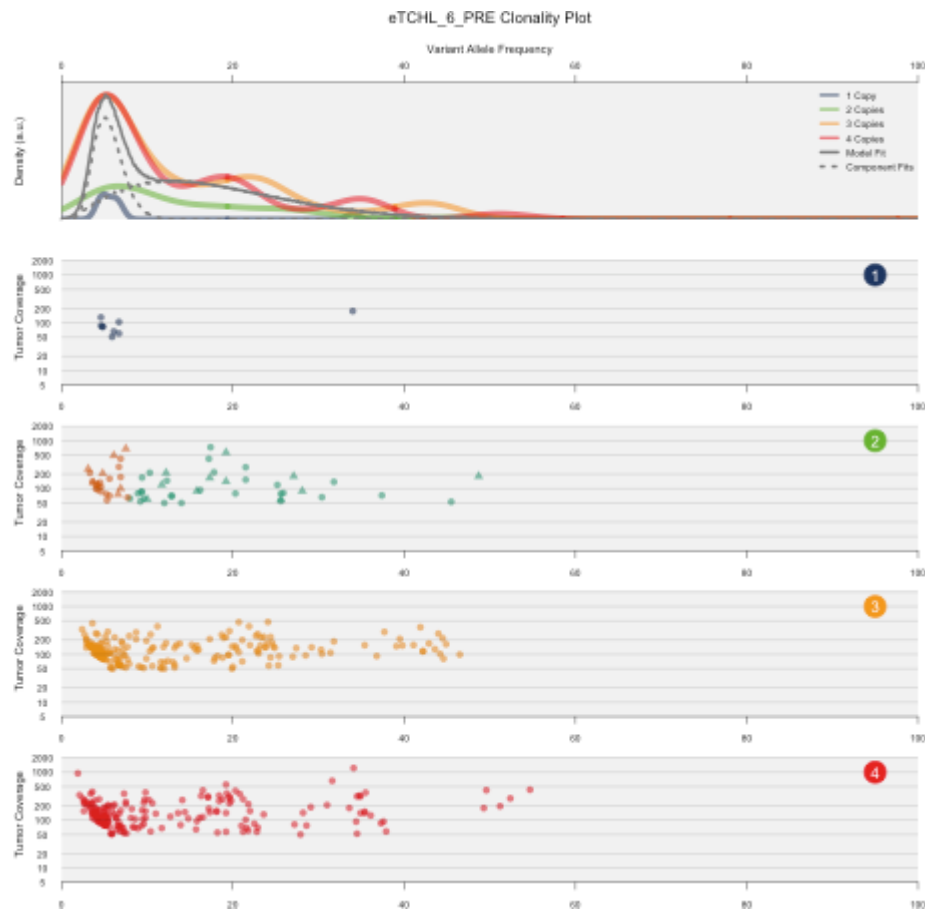 eTCHL_6_PRE Clonality Plot
Variant Allele Frequency
0 20 40 60 80 100
Density (a.u.)
1 Copy
2 Copies
3 Copies
4 Copies
Model Fit
Component Fits
Tumor Coverage
2000
1000
200
100
50
20
10
5
1
0 20 40 60 80 100
Tumor Coverage
2000
1000
500
200
100
50
20
10
5
2
0 20 40 60 80 100
Tumor Coverage
2000
1000
500
200
100
50
20
10
5
3
0 20 40 60 80 100
Tumor Coverage
2000
1000
500
200
100
50
20
10
5
4
0 20 40 60 80 100